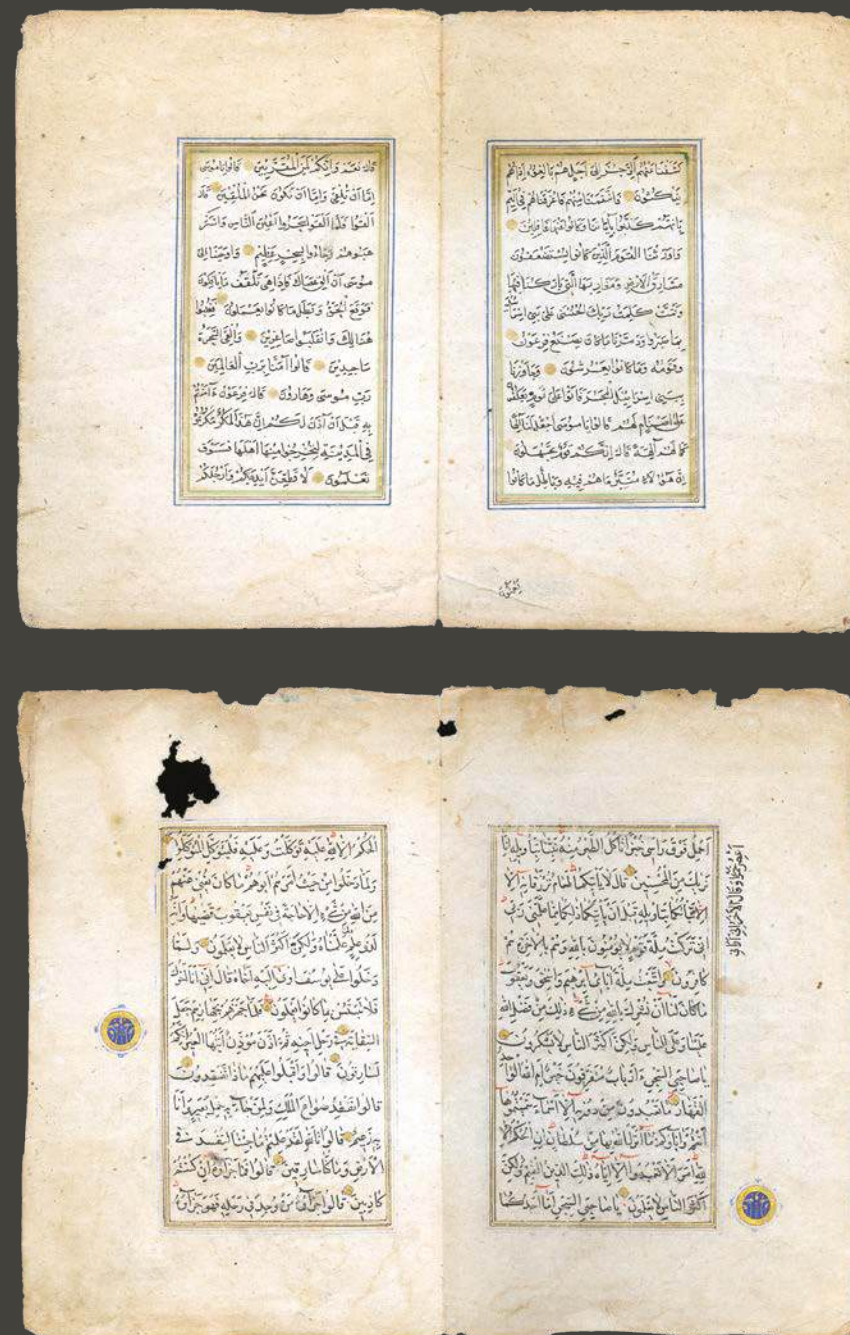 كشفنا عنهم الرجز الى اجل هم بالغوه اذا هم
ينكثون فانتقمنا منهم فاغرقناهم في اليم
بانهم كذبوا باياتنا وكانوا عنها غافلين
واورثنا القوم الذين كانوا يستضعفون
مشارق الارض ومغاربها التي باركنا فيها
وتمت كلمت ربك الحسنى على بني اسرائيل
بما صبروا ودمرنا ما كان يصنع فرعون
وقومه وما كانوا يعرشون وجاوزنا
ببني اسرائيل البحر فاتوا على قوم يعكفون
على اصنام لهم قالوا يا موسى اجعل لنا الها
كما لهم الهة قال انكم قوم تجهلون
ان هؤلاء متبر ما هم فيه وباطل ما كانوا
يعملون
قال نعم وانكم لمن المقربين قالوا يا موسى
اما ان تلقي واما ان نكون نحن الملقين قال
القوا فلما القوا سحروا اعين الناس واستر
هبوهم وجاءوا بسحر عظيم واوحينا الى
موسى ان الق عصاك فاذا هي تلقف ما يافكون
فوقع الحق وبطل ما كانوا يعملون فغلبوا
هنالك وانقلبوا صاغرين والقي السحرة
ساجدين قالوا امنا برب العالمين
رب موسى وهارون قال فرعون ءامنتم
به قبل ان اذن لكم ان هذا لمكر مكرتموه
في المدينة لتخرجوا منها اهلها فسوف
تعلمون لاقطعن ايديكم وارجلكم
اعصر خمرا وقال الاخر اني اراني
احمل فوق راسي خبزا تاكل الطير منه نبئنا بتاويله انا
نريك من المحسنين قال لا ياتيكما طعام ترزقانه الا
نباتكما بتاويله قبل ان ياتيكما ذلكما مما علمني ربي
اني تركت ملة قوم لا يؤمنون بالله وهم بالاخرة هم
كافرون واتبعت ملة ابائي ابرهيم واسحق ويعقوب
ما كان لنا ان نشرك بالله من شيء ذلك من فضل الله
علينا وعلى الناس ولكن اكثر الناس لا يشكرون
يا صاحبي السجن ءارباب متفرقون خير ام الله الواحد
القهار ما تعبدون من دونه الا اسماء سميتموها
انتم واباؤكم ما انزل الله بها من سلطان ان الحكم الا
لله امر الا تعبدوا الا اياه ذلك الدين القيم ولكن
اكثر الناس لا يعلمون يا صاحبي السجن اما احدكما
الحكم الا لله عليه توكلت وعليه فليتوكل المتوكلون
ولما دخلوا من حيث امرهم ابوهم ما كان يغني عنهم
من الله من شيء الا حاجة في نفس يعقوب قضيها وانه
لذو علم لما علمناه ولكن اكثر الناس لا يعلمون ولما
دخلوا على يوسف اوى اليه اخاه قال اني انا اخوك
فلا تبتئس بما كانوا يعملون فلما جهزهم بجهازهم جعل
السقاية في رحل اخيه ثم اذن مؤذن ايتها العير انكم
لسارقون قالوا واقبلوا عليهم ماذا تفقدون
قالوا نفقد صواع الملك ولمن جاء به حمل بعير وانا
به زعيم قالوا تالله لقد علمتم ما جئنا لنفسد في
الارض وما كنا سارقين قالوا فما جزاؤه ان كنتم
كاذبين قالوا جزاؤه من وجد في رحله فهو جزاؤه